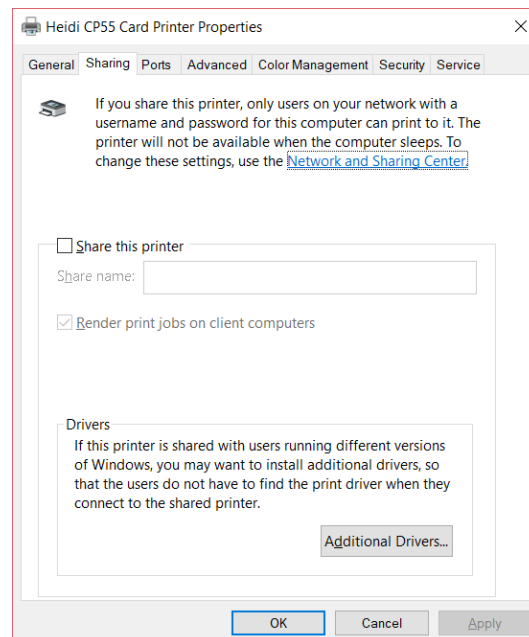 Heidi CP55 Card Printer Properties
General Sharing Ports Advanced Color Management Security Service
If you share this printer, only users on your network with a
username and password for this computer can print to it. The
printer will not be available when the computer sleeps. To
change these settings, use the Network and Sharing Center.
Share this printer
Share name:
Render print jobs on client computers
Drivers
If this printer is shared with users running different versions
of Windows, you may want to install additional drivers, so
that the users do not have to find the print driver when they
connect to the shared printer.
Additional Drivers...
OK Cancel Apply